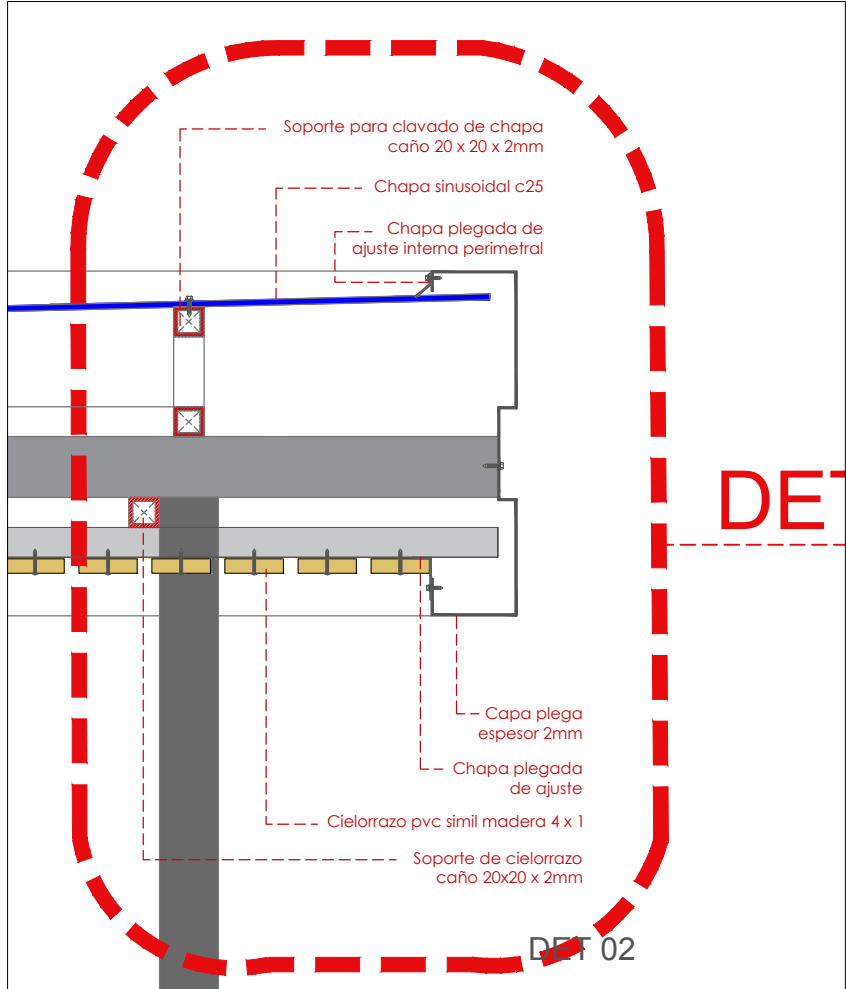 Soporte para clavado de chapa
caño 20 x 20 x 2mm
Chapa sinusoidal c25
Chapa plegada de
ajuste interna perimetral
DET
Capa plega
espesor 2mm
Chapa plegada
de ajuste
Cielorrazo pvc simil madera 4 x 1
Soporte de cielorrazo
caño 20x20 x 2mm
DET 02